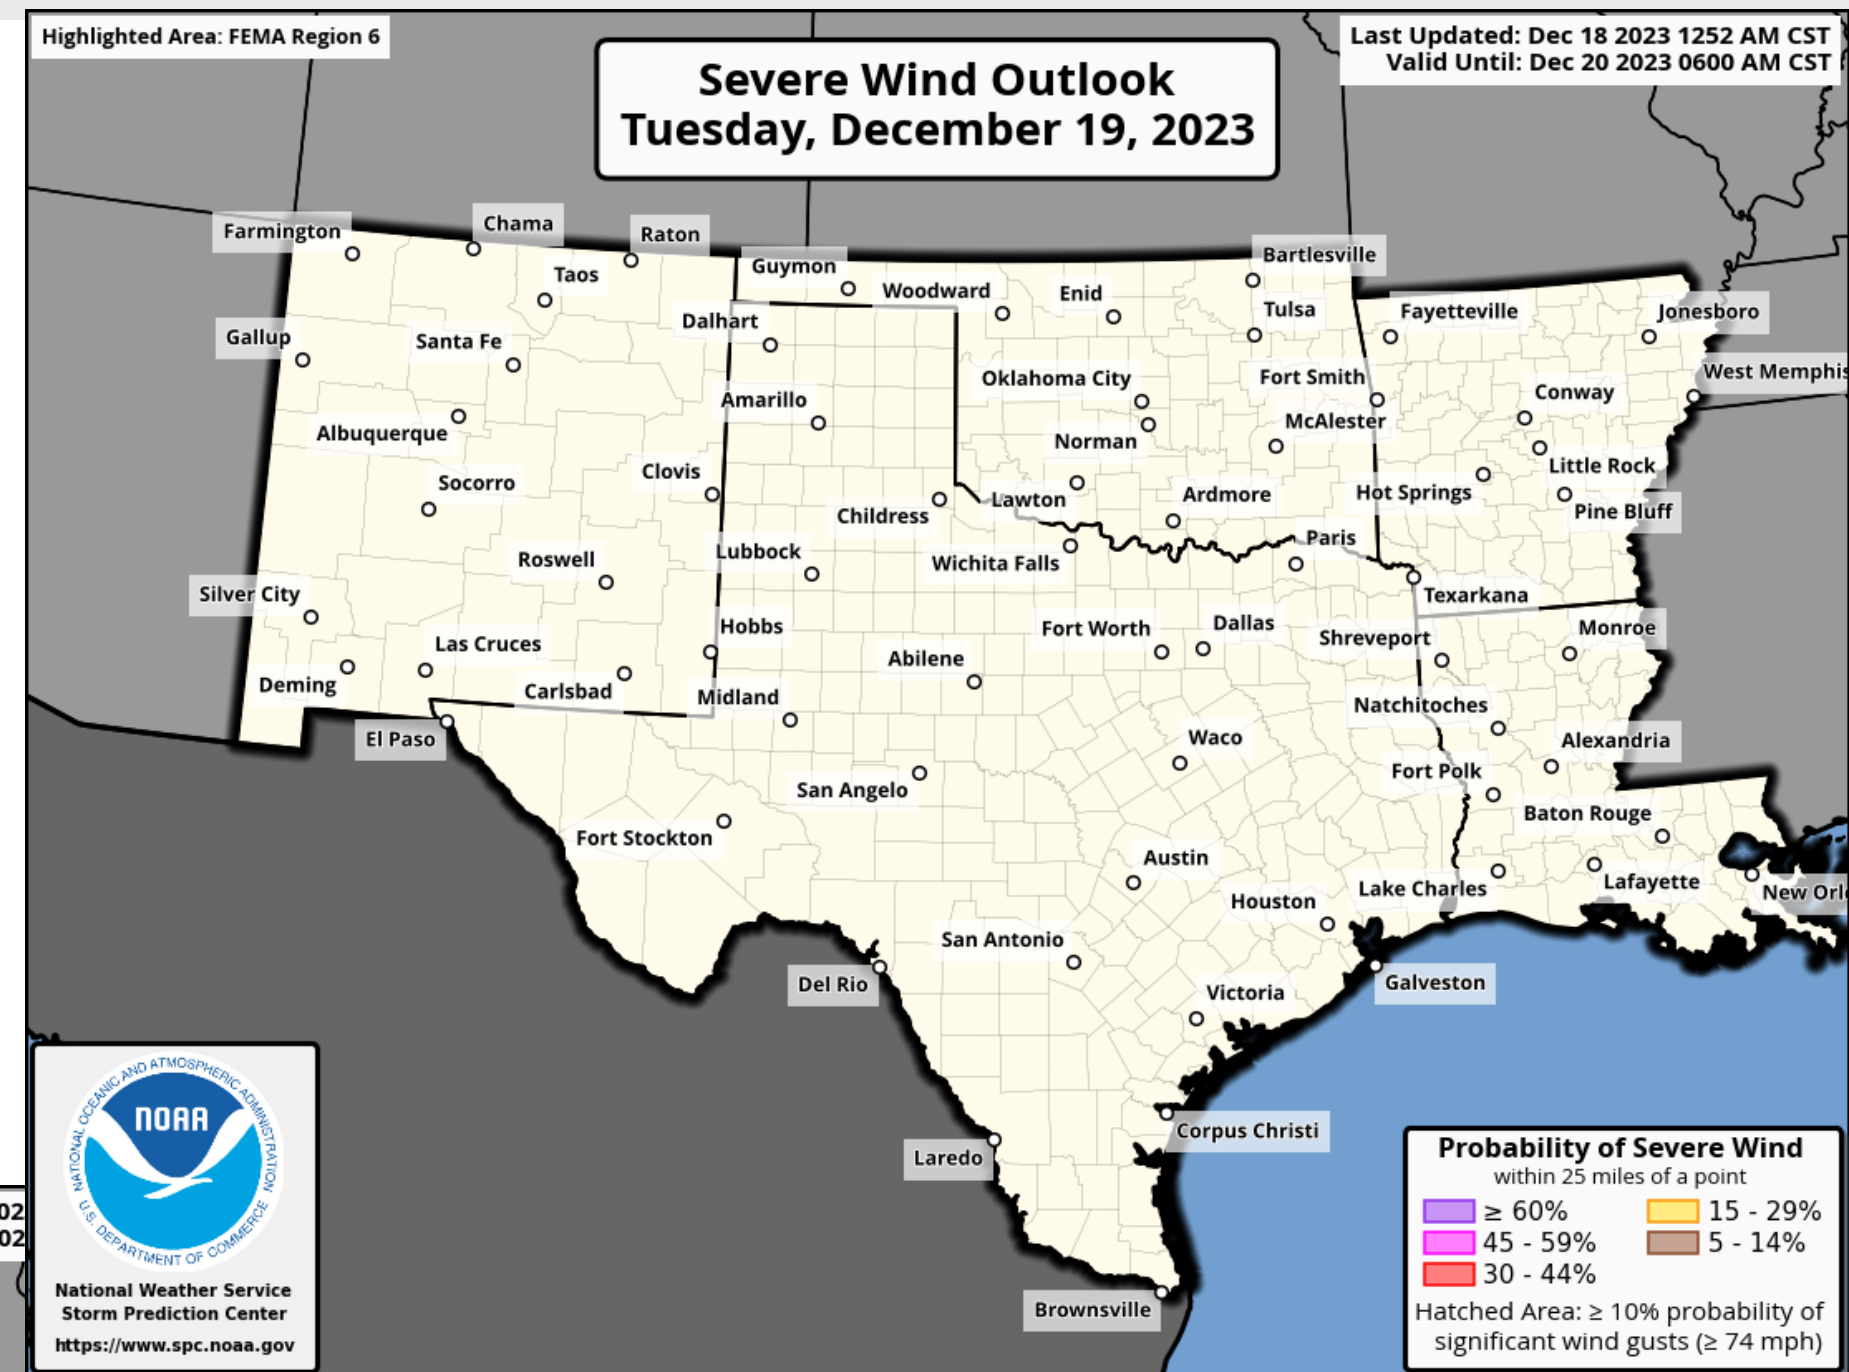 Highlighted Area: FEMA Region 6
Last Updated: Dec 18 2023 1252 AM CST
Valid Until: Dec 20 2023 0600 AM CST
Severe Wind Outlook
Tuesday, December 19, 2023
Farmington
Chama
Raton
Guymon
Bartlesville
Taos
Woodward
Enid
Tulsa
Fayetteville
Jonesboro
Gallup
Santa Fe
Dalhart
Oklahoma City
Fort Smith
Conway
West Memphis
Albuquerque
Amarillo
Norman
McAlester
Little Rock
Socorro
Clovis
Childress
Lawton
Ardmore
Hot Springs
Pine Bluff
Roswell
Lubbock
Wichita Falls
Paris
Texarkana
Silver City
Las Cruces
Hobbs
Abilene
Fort Worth
Dallas
Shreveport
Monroe
Deming
Carlsbad
Midland
Natchitoches
El Paso
Waco
Alexandria
San Angelo
Fort Polk
Fort Stockton
Baton Rouge
Austin
Lake Charles
Lafayette
New Orl
Houston
San Antonio
Del Rio
Victoria
Galveston
Corpus Christi
Laredo
Brownsville
NATIONAL OCEANIC AND ATMOSPHERIC ADMINISTRATION
NOAA
U.S. DEPARTMENT OF COMMERCE
National Weather Service
Storm Prediction Center
https://www.spc.noaa.gov
Probability of Severe Wind
within 25 miles of a point
≥ 60%
15 - 29%
45 - 59%
5 - 14%
30 - 44%
Hatched Area: ≥ 10% probability of
significant wind gusts (≥ 74 mph)
02
02